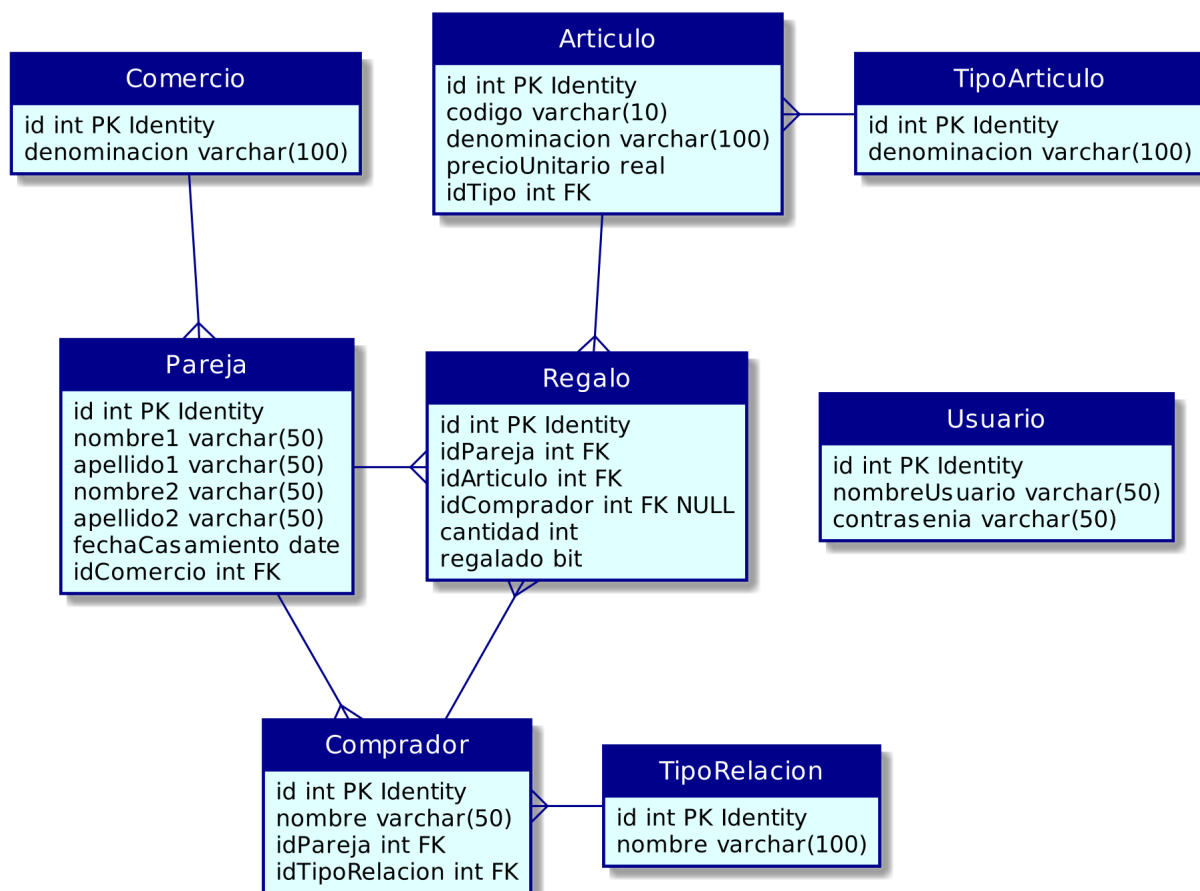 Comercio
id int PK Identity
denominacion varchar(100)
Articulo
id int PK Identity
codigo varchar(10)
denominacion varchar(100)
precioUnitario real
idTipo int FK
TipoArticulo
id int PK Identity
denominacion varchar(100)
Pareja
id int PK Identity
nombre1 varchar(50)
apellido1 varchar(50)
nombre2 varchar(50)
apellido2 varchar(50)
fechaCasamiento date
idComercio int FK
Regalo
id int PK Identity
idPareja int FK
idArticulo int FK
idComprador int FK NULL
cantidad int
regalado bit
Usuario
id int PK Identity
nombreUsuario varchar(50)
contrasenia varchar(50)
Comprador
id int PK Identity
nombre varchar(50)
idPareja int FK
idTipoRelacion int FK
TipoRelacion
id int PK Identity
nombre varchar(100)